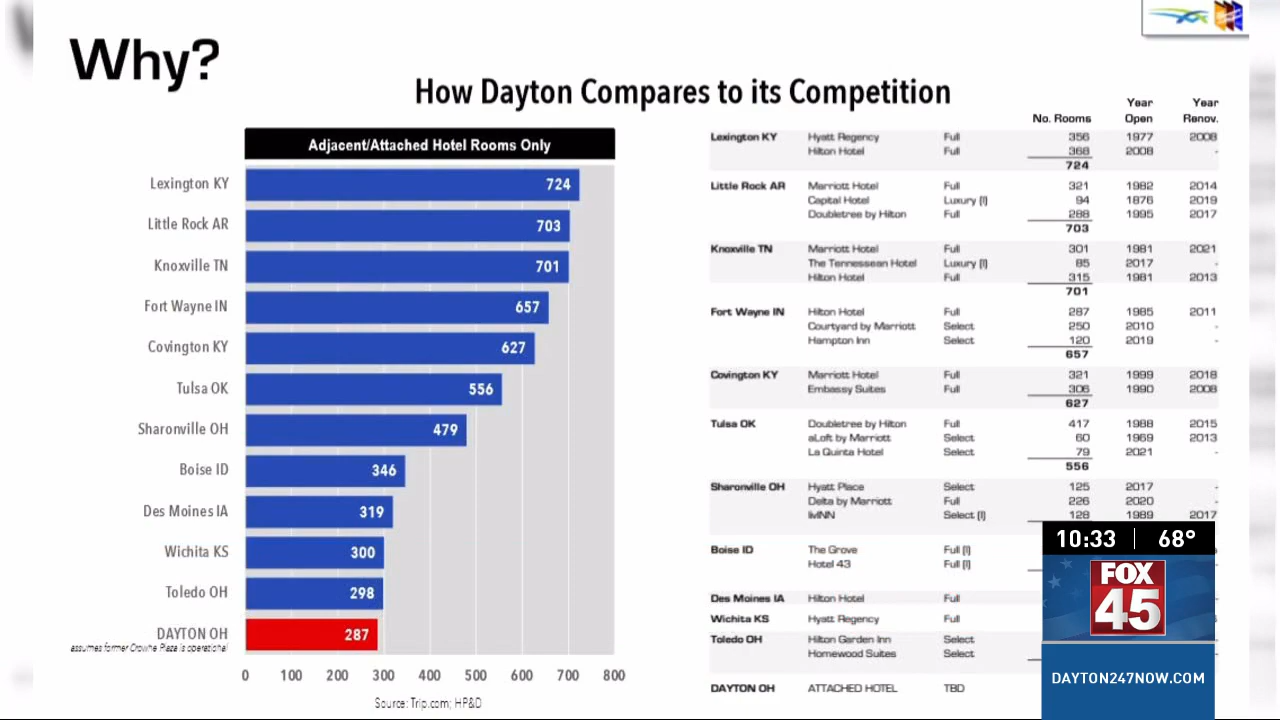 Why?
How Dayton Compares to its Competition
Adjacent/Attached Hotel Rooms Only
Lexington KY 724
Little Rock AR 703
Knoxville TN 701
Fort Wayne IN 657
Covington KY 627
Tulsa OK 556
Sharonville OH 479
Boise ID 346
Des Moines IA 319
Wichita KS 300
Toledo OH 298
DAYTON OH 287
assumes former Crowne Plaza is operational
0 100 200 300 400 500 600 700 800
Source: Trip.com; HP&D
Year Year
No. Rooms Open Renov.
Lexington KY Hyatt Regency Full 356 1977 2008
Hilton Hotel Full 368 2008 -
724
Little Rock AR Marriott Hotel Full 321 1982 2014
Capital Hotel Luxury (I) 94 1876 2019
Doubletree by Hilton Full 288 1995 2017
703
Knoxville TN Marriott Hotel Full 301 1981 2021
The Tennessean Hotel Luxury (I) 85 2017 -
Hilton Hotel Full 315 1981 2013
701
Fort Wayne IN Hilton Hotel Full 287 1985 2011
Courtyard by Marriott Select 250 2010 -
Hampton Inn Select 120 2019 -
657
Covington KY Marriott Hotel Full 321 1999 2018
Embassy Suites Full 306 1990 2008
627
Tulsa OK Doubletree by Hilton Full 417 1988 2015
aLoft by Marriott Select 60 1969 2013
La Quinta Hotel Select 79 2021 -
556
Sharonville OH Hyatt Place Select 125 2017 -
Delta by Marriott Full 226 2020 -
Select (I) 128 1989 2017
Boise ID The Grove Full (I)
Hotel 43 Full (I)
Des Moines IA Hilton Hotel Full
Wichita KS Hyatt Regency Full
Toledo OH Hilton Garden Inn Select
Homewood Suites Select
DAYTON OH ATTACHED HOTEL TBD
10:33 68°
FOX
45
DAYTON247NOW.COM